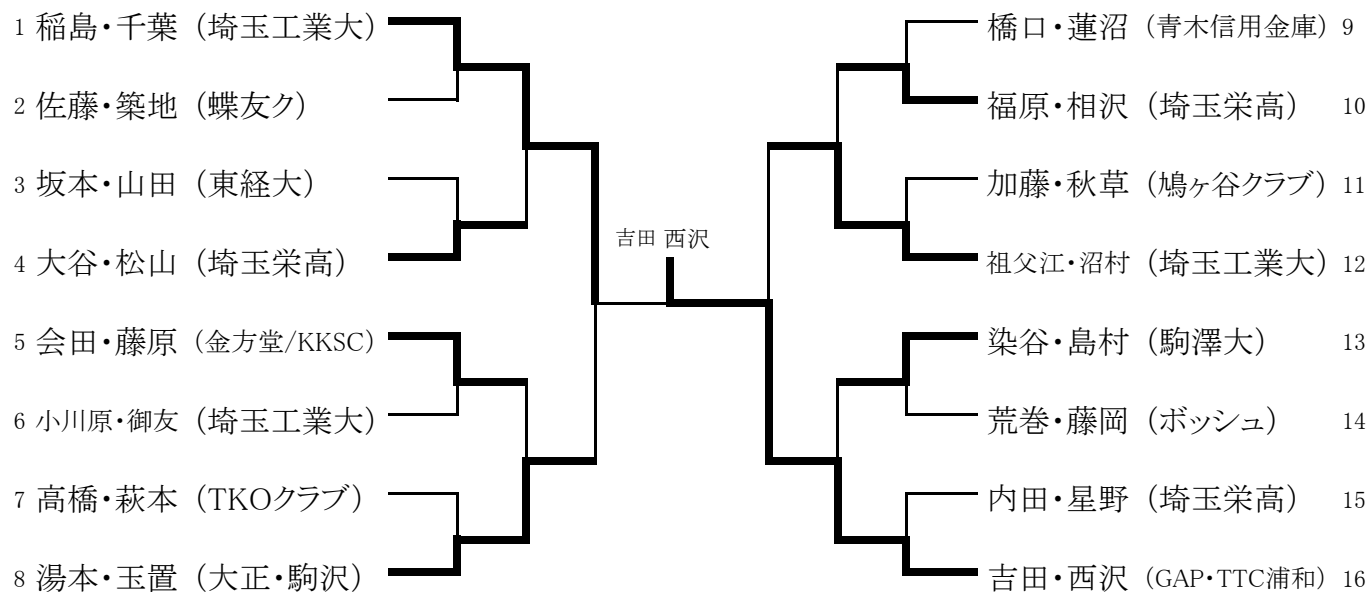 1 稲島・千葉（埼玉工業大）
2 佐藤・築地（蝶友ク）
3 坂本・山田（東経大）
4 大谷・松山（埼玉栄高）
5 会田・藤原（金方堂/KKSC）
6 小川原・御友（埼玉工業大）
7 高橋・萩本（TKOクラブ）
8 湯本・玉置（大正・駒沢）
吉田 西沢
橋口・蓮沼（青木信用金庫）9
福原・相沢（埼玉栄高）10
加藤・秋草（鳩ヶ谷クラブ）11
祖父江・沼村（埼玉工業大）12
染谷・島村（駒澤大）13
荒巻・藤岡（ボッシュ）14
内田・星野（埼玉栄高）15
吉田・西沢（GAP・TTC浦和）16